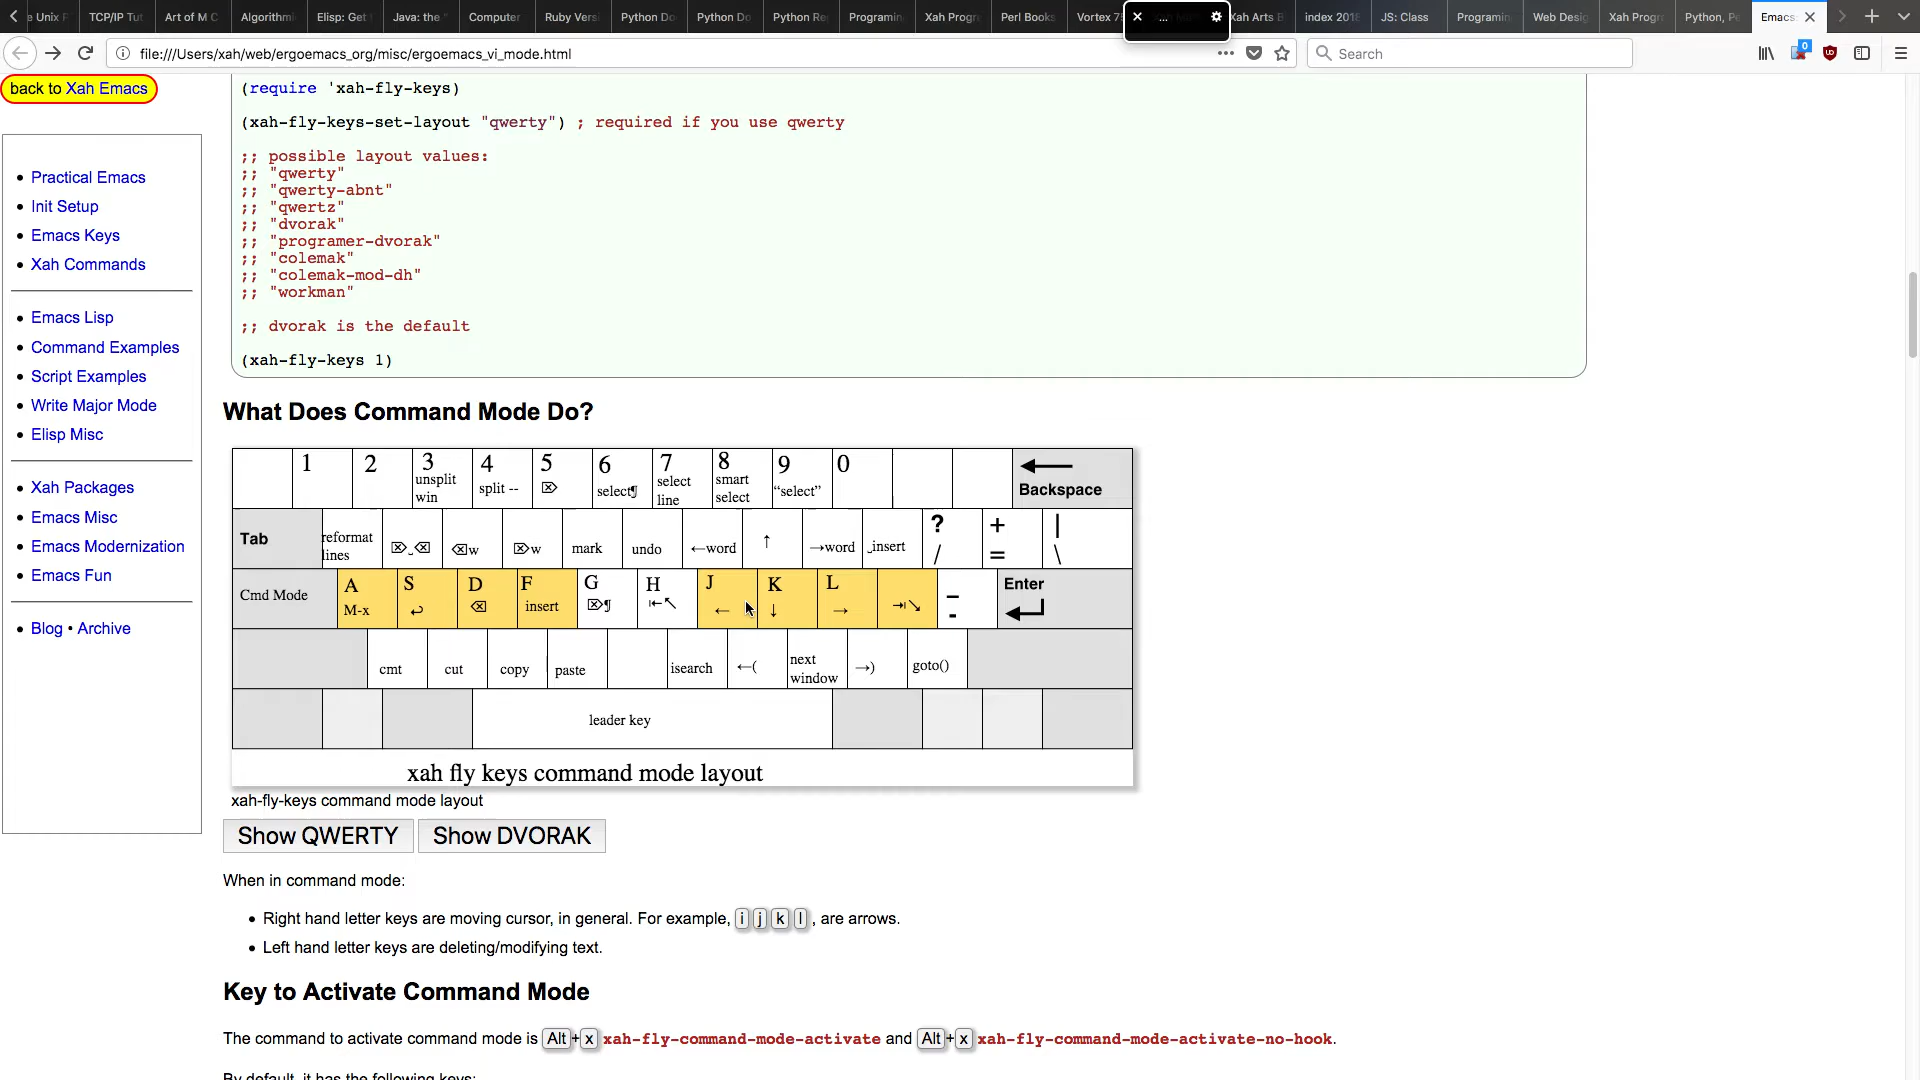 e Unix F
TCP/IP Tut
Art of M C
Algorithmi
Elisp: Get
Java: the "
Computer
Ruby Versi
Python Do
Python Do
Python Re
Programin
Xah Progr
Perl Books
Vortex 75
...
Xah Arts B
index 2018
JS: Class
Programin
Web Desig
Xah Progr
Python, Pe
Emacs:
file:///Users/xah/web/ergoemacs_org/misc/ergoemacs_vi_mode.html
Search
0
back to Xah Emacs
Practical Emacs
Init Setup
Emacs Keys
Xah Commands
Emacs Lisp
Command Examples
Script Examples
Write Major Mode
Elisp Misc
Xah Packages
Emacs Misc
Emacs Modernization
Emacs Fun
Blog • Archive
(require 'xah-fly-keys)
(xah-fly-keys-set-layout "qwerty") ; required if you use qwerty
;; possible layout values:
;; "qwerty"
;; "qwerty-abnt"
;; "qwertz"
;; "dvorak"
;; "programer-dvorak"
;; "colemak"
;; "colemak-mod-dh"
;; "workman"
;; dvorak is the default
(xah-fly-keys 1)
What Does Command Mode Do?
1
2
3 unsplit win
4 split --
5 ⌦
6 select¶
7 select line
8 smart select
9 “select”
0
Backspace
Tab
reformat lines
⌦⎵⌫
⌫w
⌦w
mark
undo
←word
↑
→word
⎵insert
? /
+ =
| \
Cmd Mode
A M-x
S ↩
D ⌫
F insert
G ⌦¶
H ⇤↖
J ←
K ↓
L →
⇥↘
_ -
Enter
cmt
cut
copy
paste
isearch
←(
next window
→)
goto()
leader key
xah fly keys command mode layout
xah-fly-keys command mode layout
Show QWERTY
Show DVORAK
When in command mode:
Right hand letter keys are moving cursor, in general. For example, i j k l , are arrows.
Left hand letter keys are deleting/modifying text.
Key to Activate Command Mode
The command to activate command mode is Alt+x xah-fly-command-mode-activate and Alt+x xah-fly-command-mode-activate-no-hook.
By default, it has the following keys: